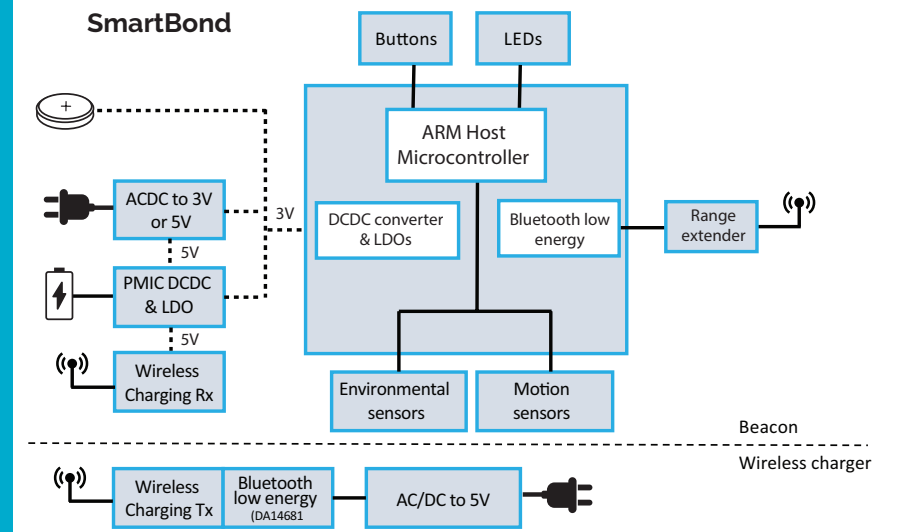 SmartBond
Buttons
LEDs
+
ARM Host
Microcontroller
ACDC to 3V
or 5V
3V
DCDC converter
& LDOs
Bluetooth low
energy
Range
extender
5V
PMIC DCDC
& LDO
5V
Wireless
Charging Rx
Environmental
sensors
Motion
sensors
Beacon
Wireless charger
Wireless
Charging Tx
Bluetooth
low energy
(DA14681
AC/DC to 5V